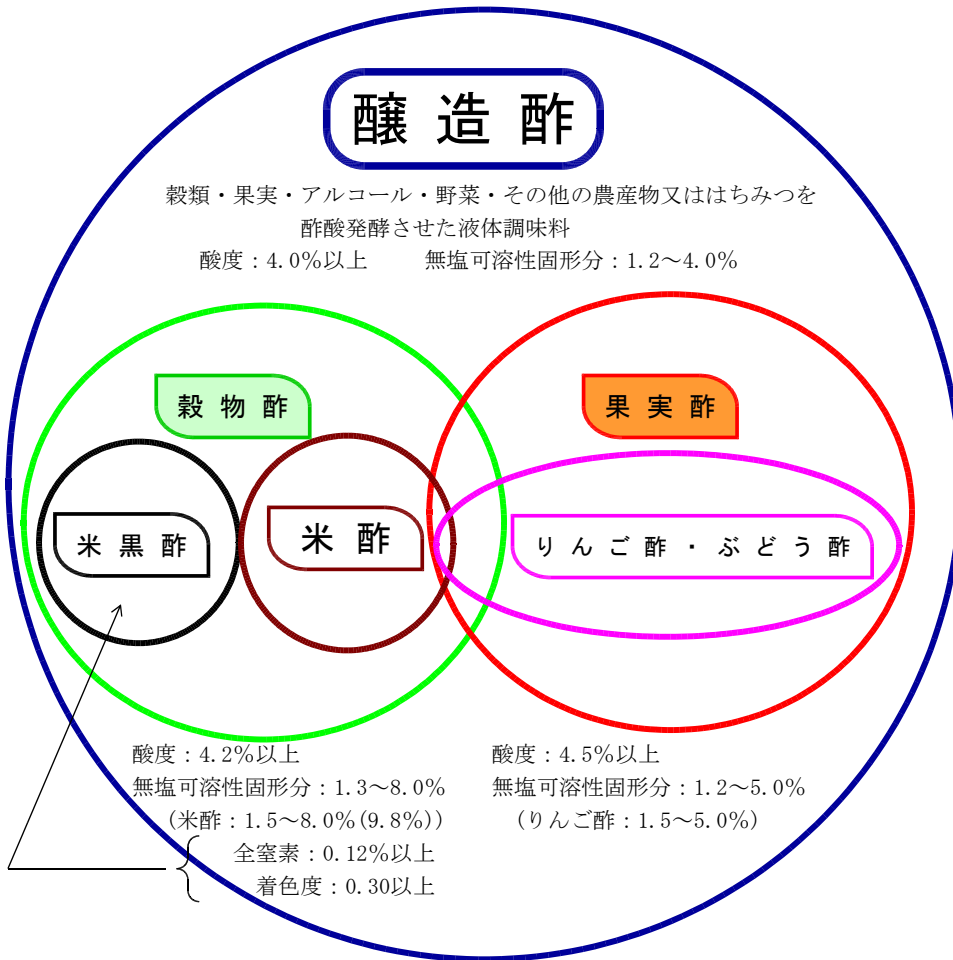 醸造酢
穀類・果実・アルコール・野菜・その他の農産物又ははちみつを
酢酸発酵させた液体調味料
酸度：4.0%以上　無塩可溶性固形分：1.2～4.0%
穀物酢
果実酢
米黒酢
米酢
りんご酢・ぶどう酢
酸度：4.2%以上
無塩可溶性固形分：1.3～8.0%
(米酢：1.5～8.0%(9.8%))
全窒素：0.12%以上
着色度：0.30以上
酸度：4.5%以上
無塩可溶性固形分：1.2～5.0%
(りんご酢：1.5～5.0%)